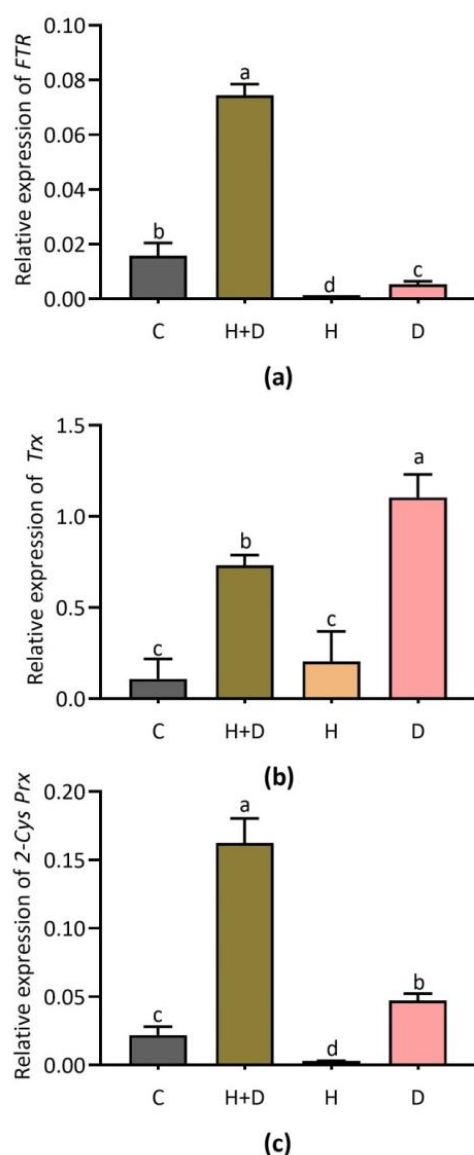 Relative expression of FTR
0.10
0.08
0.06
0.04
0.02
0.00
b
a
d
c
C H+D H D
(a)
Relative expression of Trx
1.5
1.0
0.5
0.0
c
b
c
a
C H+D H D
(b)
Relative expression of 2-Cys Prx
0.20
0.15
0.10
0.05
0.00
c
a
d
b
C H+D H D
(c)